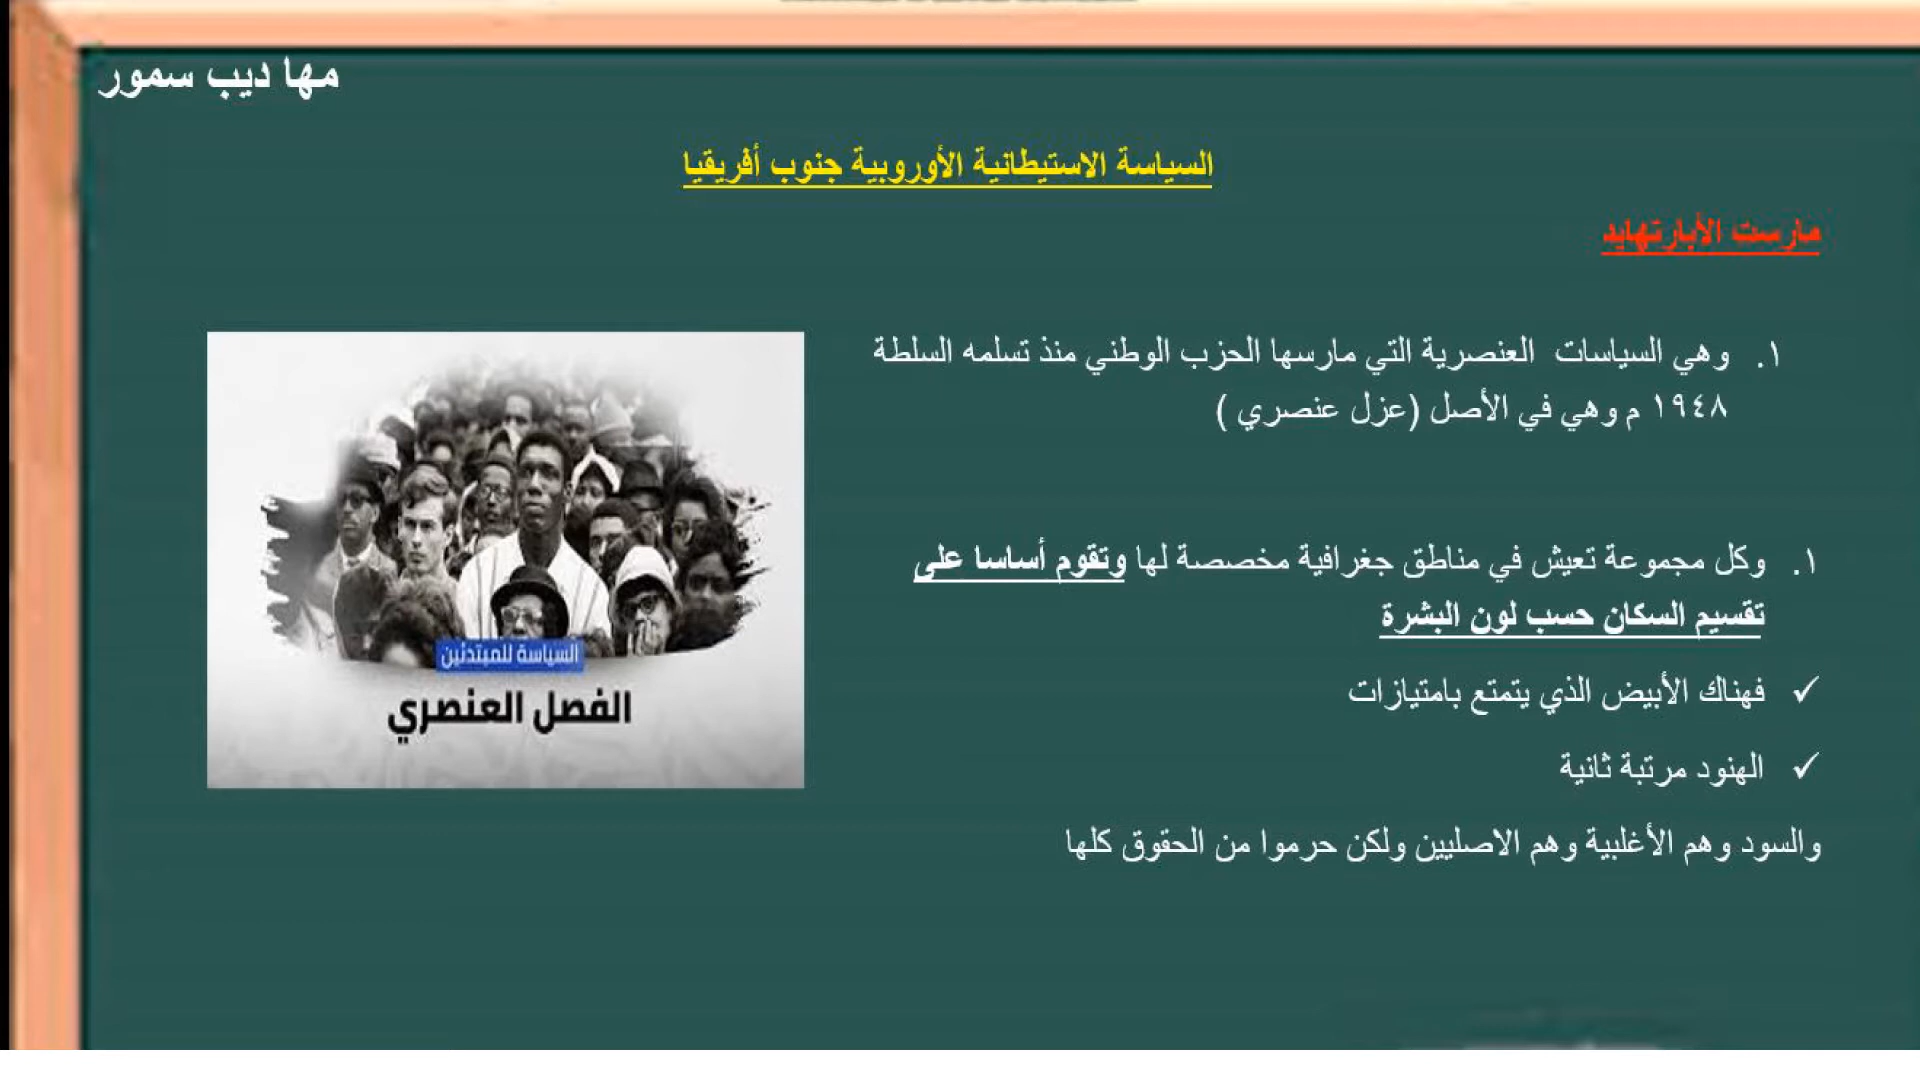 مها ديب سمور
السياسة الاستيطانية الأوروبية جنوب أفريقيا
مارست الأبارتهايد
١. وهي السياسات العنصرية التي مارسها الحزب الوطني منذ تسلمه السلطة
١٩٤٨ م وهي في الأصل (عزل عنصري )
١. وكل مجموعة تعيش في مناطق جغرافية مخصصة لها وتقوم أساسا على
تقسيم السكان حسب لون البشرة
✓ فهناك الأبيض الذي يتمتع بامتيازات
✓ الهنود مرتبة ثانية
والسود وهم الأغلبية وهم الاصليين ولكن حرموا من الحقوق كلها
السياسة للمبتدئين
الفصل العنصري